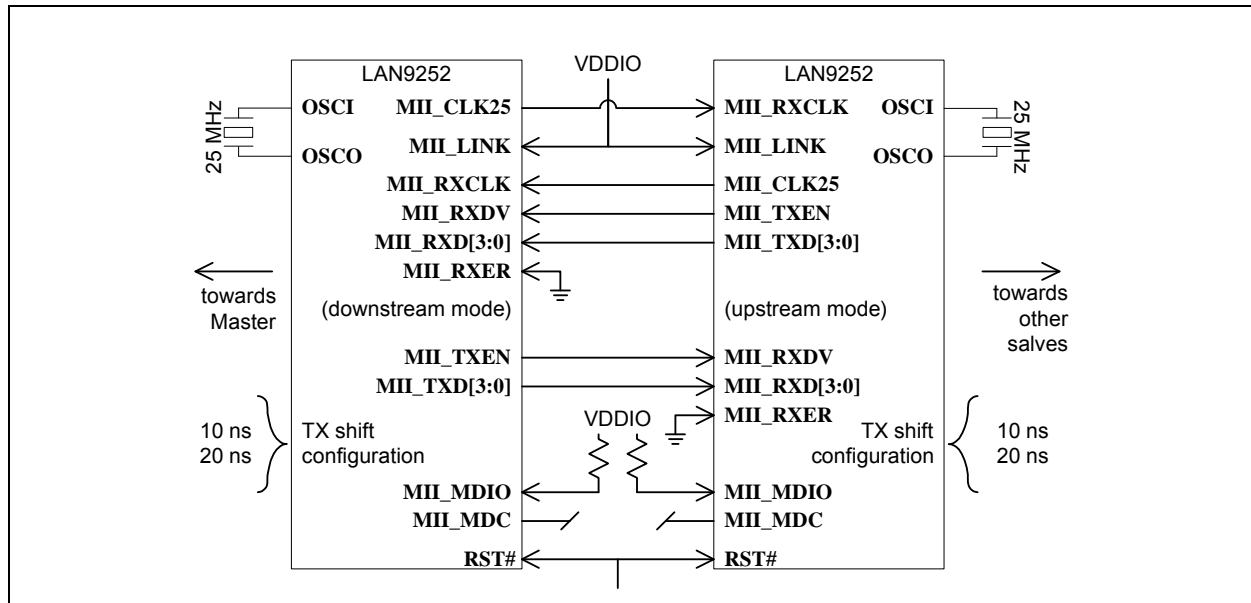 VDDIO
LAN9252
LAN9252
OSCI
MII_CLK25
MII_RXCLK
OSCI
25 MHz
25 MHz
MII_LINK
MII_LINK
OSCO
OSCO
MII_RXCLK
MII_CLK25
MII_RXDV
MII_TXEN
MII_RXD[3:0]
MII_TXD[3:0]
MII_RXER
towards
Master
(downstream mode)
(upstream mode)
towards
other
salves
MII_TXEN
MII_RXDV
MII_TXD[3:0]
MII_RXD[3:0]
VDDIO
MII_RXER
10 ns
20 ns
TX shift
configuration
TX shift
configuration
10 ns
20 ns
MII_MDIO
MII_MDIO
MII_MDC
MII_MDC
RST#
RST#